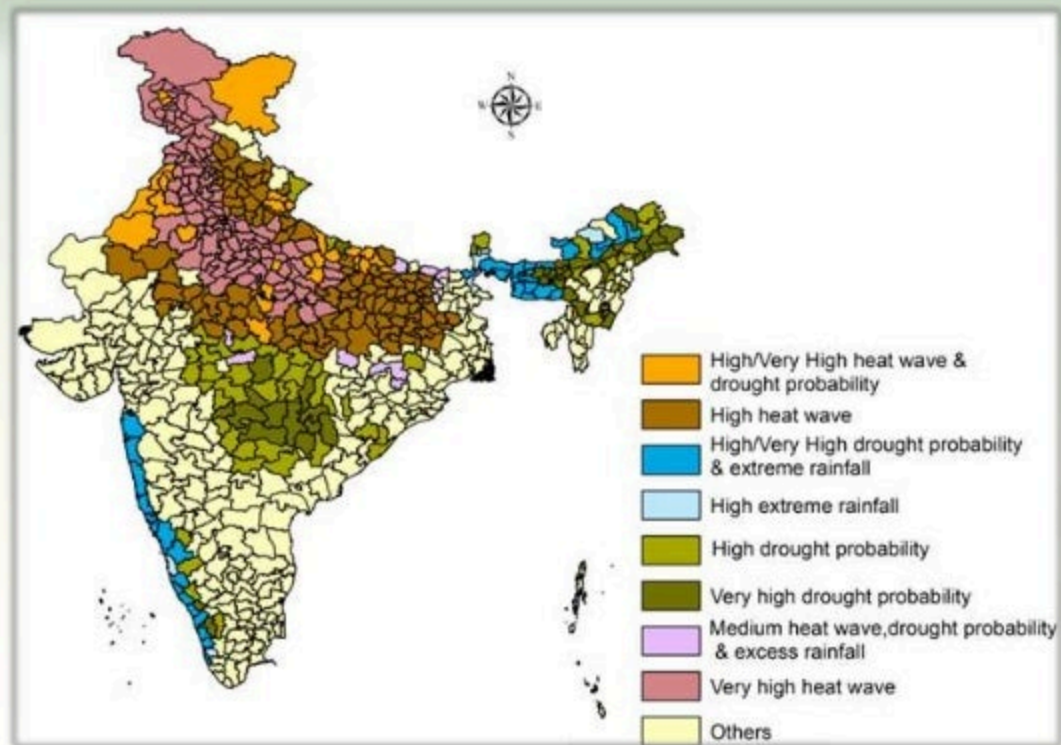 N
W E
S
High/Very High heat wave &
drought probability
High heat wave
High/Very High drought probability
& extreme rainfall
High extreme rainfall
High drought probability
Very high drought probability
Medium heat wave,drought probability
& excess rainfall
Very high heat wave
Others